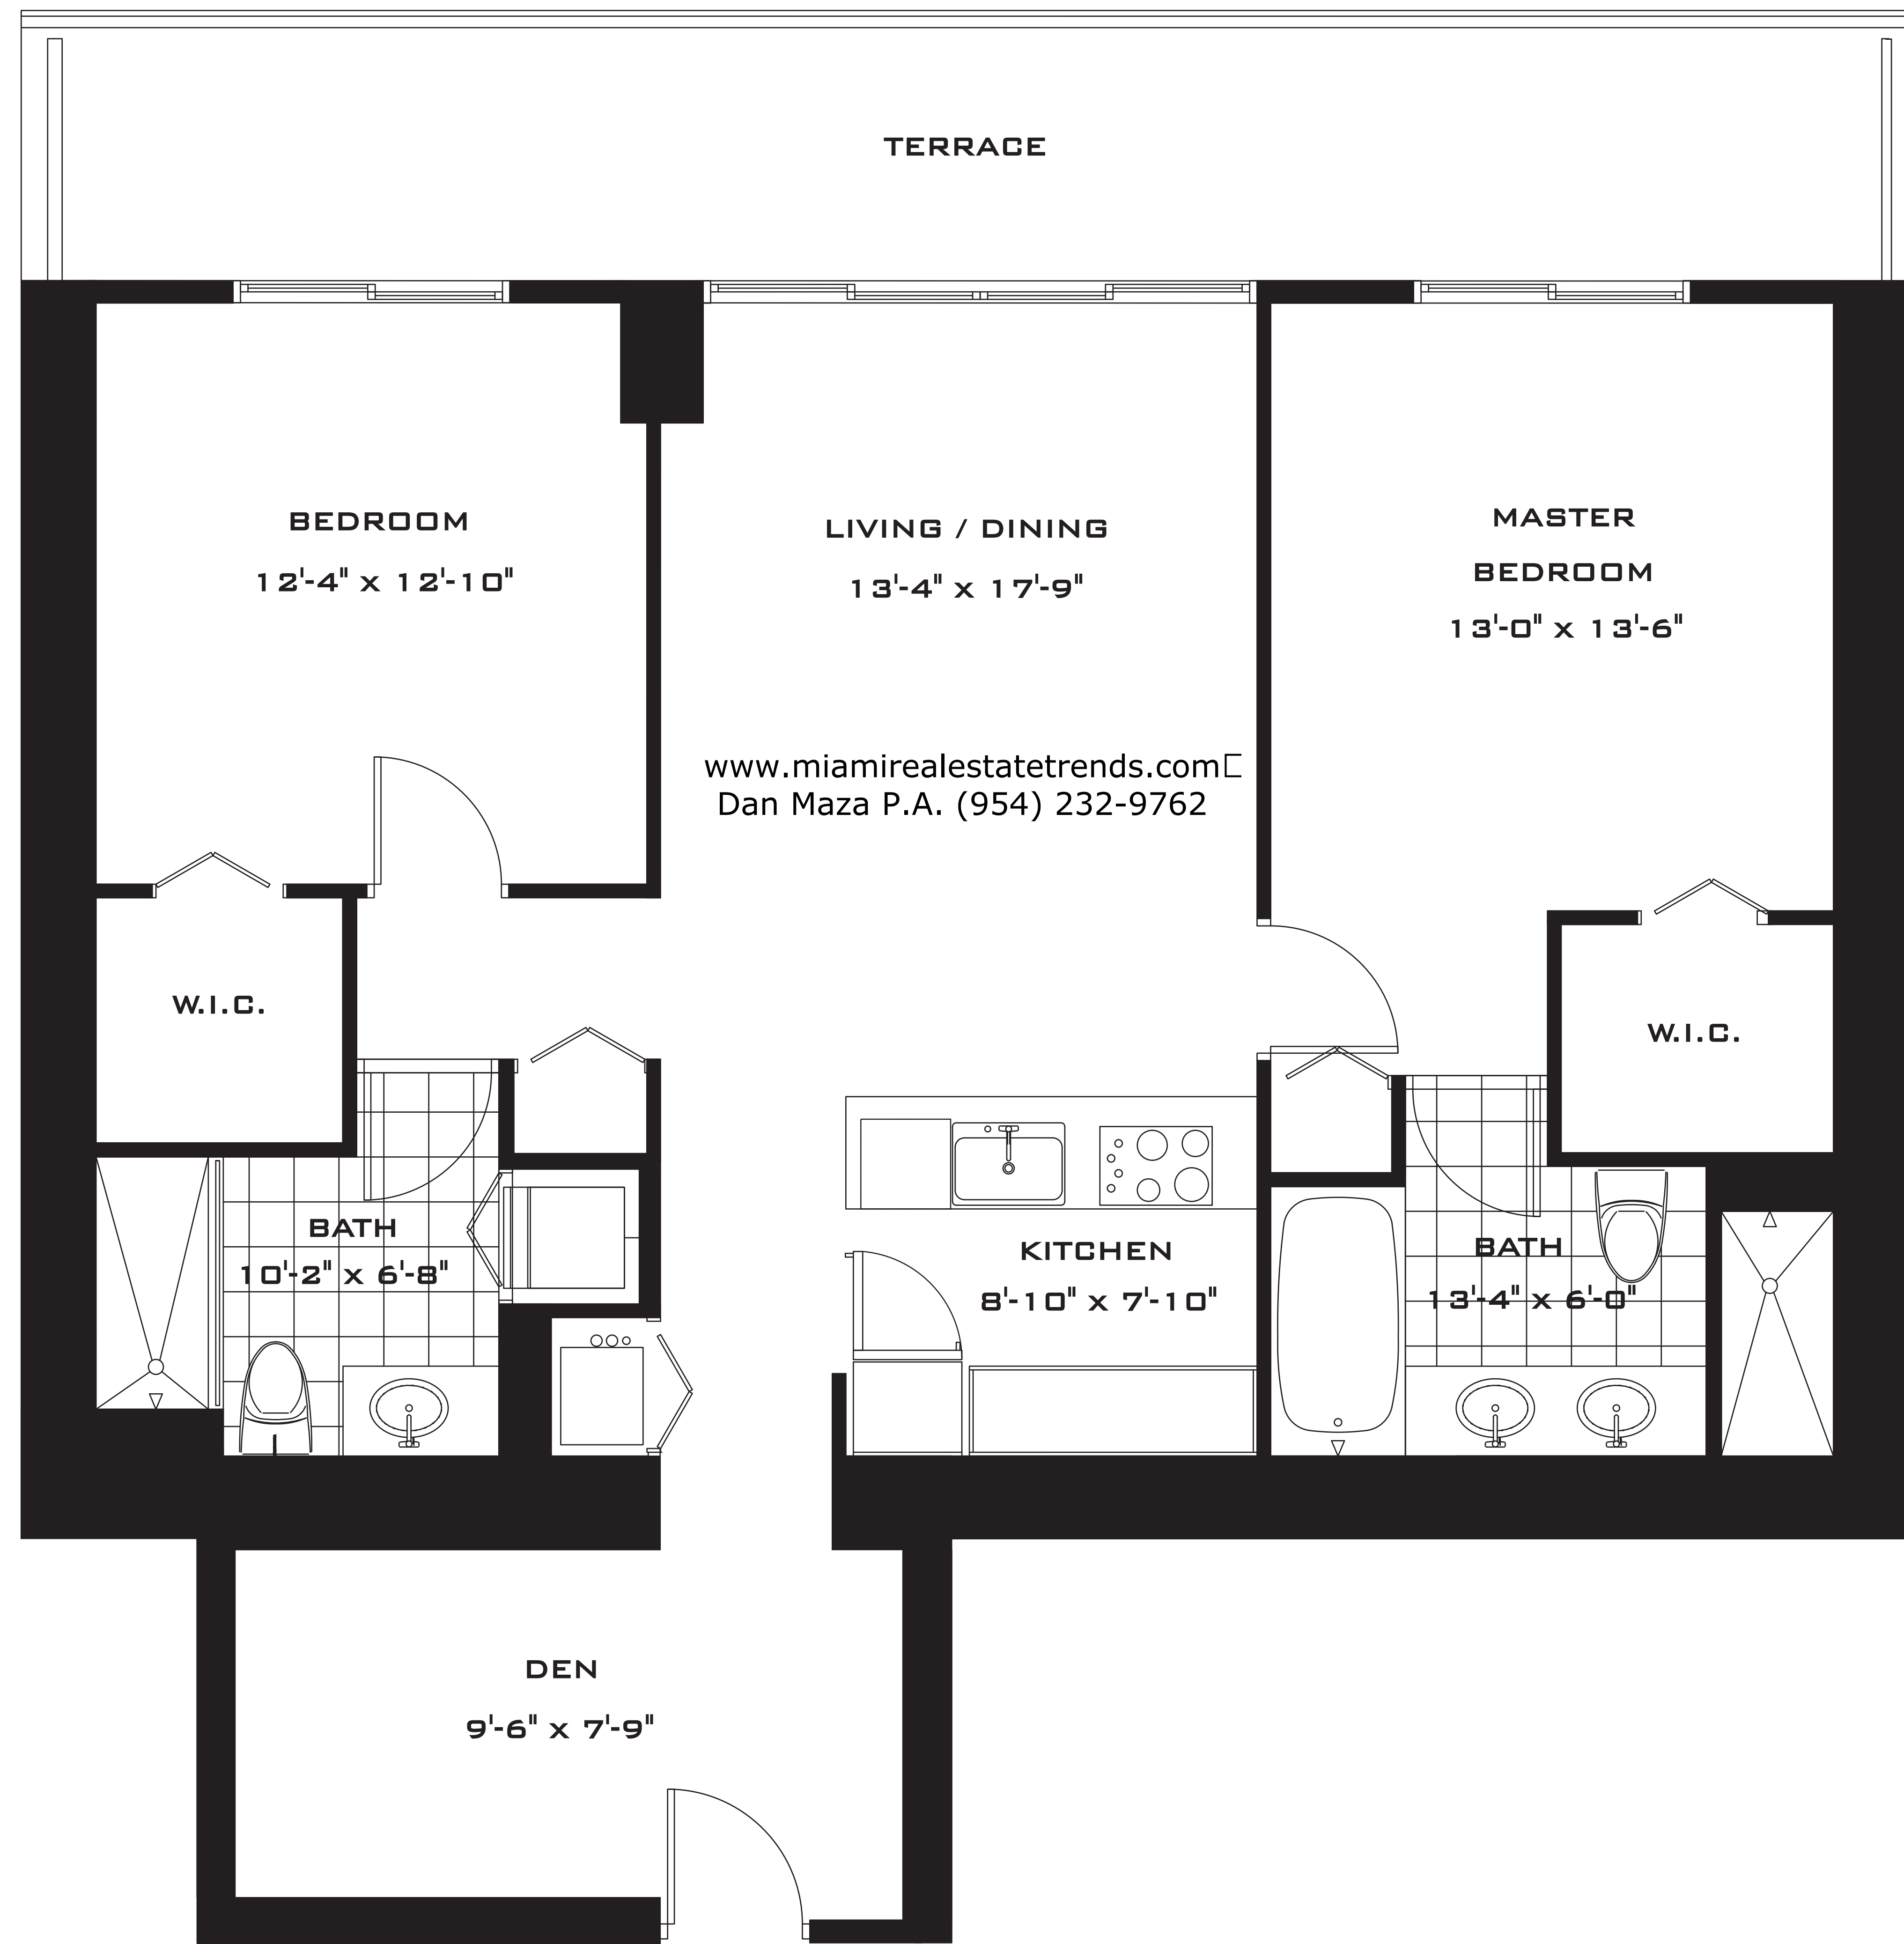 TERRACE
BEDROOM
12'-4" x 12'-10"
LIVING / DINING
13'-4" x 17'-9"
MASTER
BEDROOM
13'-0" x 13'-6"
www.miamirealestatetrends.com
Dan Maza P.A. (954) 232-9762
W.I.C.
W.I.C.
BATH
10'-2" x 6'-8"
KITCHEN
8'-10" x 7'-10"
BATH
13'-4" x 6'-0"
DEN
9'-6" x 7'-9"